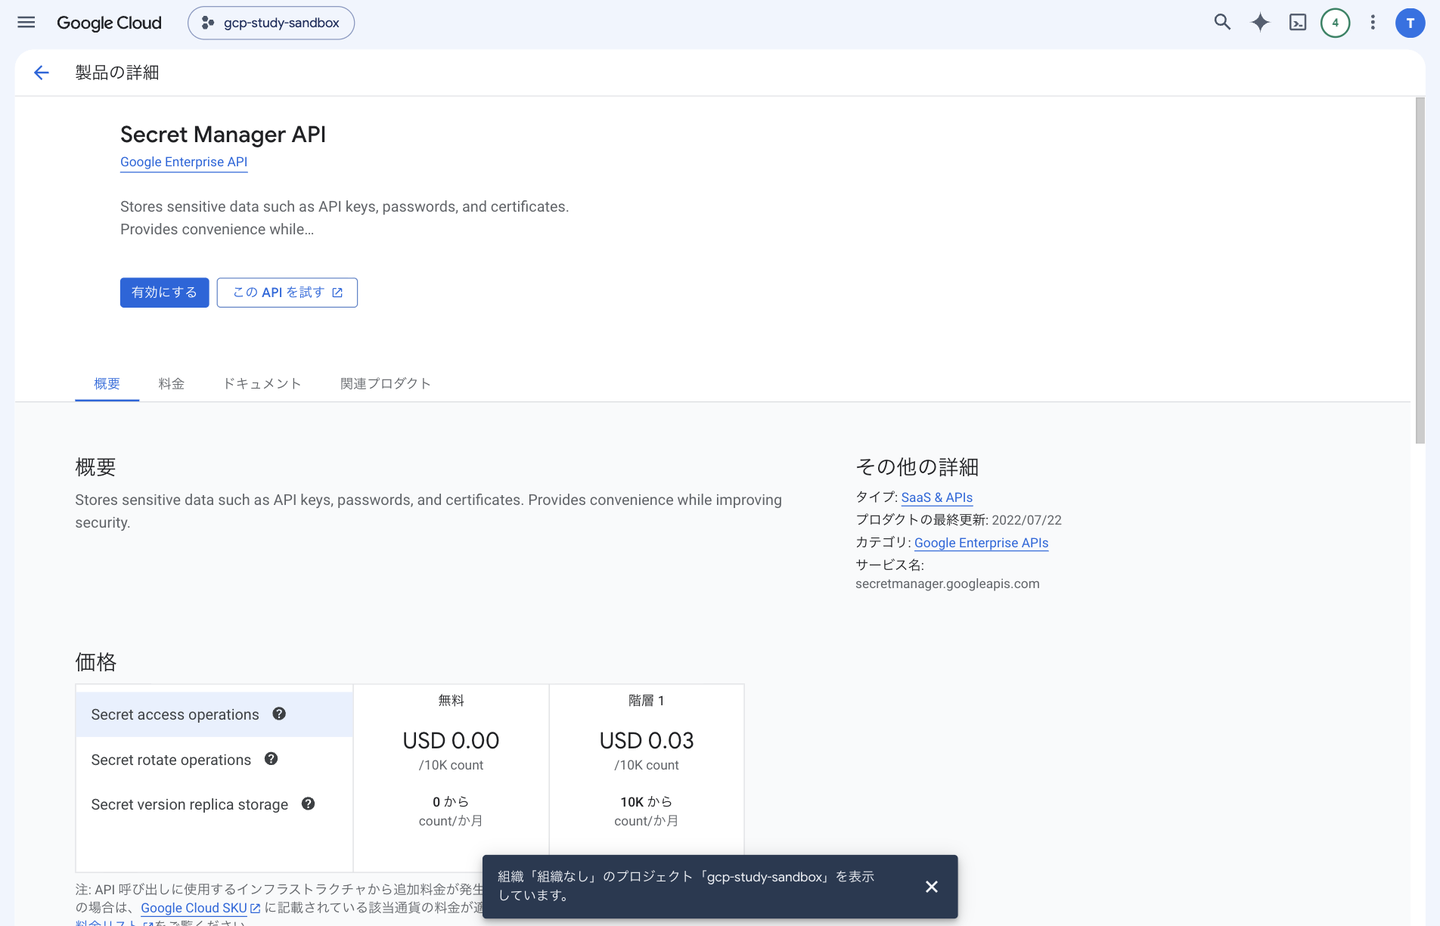 Google Cloud
gcp-study-sandbox
4
T
製品の詳細
Secret Manager API
Google Enterprise API
Stores sensitive data such as API keys, passwords, and certificates.
Provides convenience while…
有効にする
この API を試す
概要
料金
ドキュメント
関連プロダクト
概要
Stores sensitive data such as API keys, passwords, and certificates. Provides convenience while improving
security.
その他の詳細
タイプ: SaaS & APIs
プロダクトの最終更新: 2022/07/22
カテゴリ: Google Enterprise APIs
サービス名:
secretmanager.googleapis.com
価格
Secret access operations
Secret rotate operations
Secret version replica storage
無料
USD 0.00
/10K count
0 から
count/か月
階層 1
USD 0.03
/10K count
10K から
count/か月
注: API 呼び出しに使用するインフラストラクチャから追加料金が発生
の場合は、Google Cloud SKU に記載されている該当通貨の料金が適
料金リスト をご覧ください
組織「組織なし」のプロジェクト「gcp-study-sandbox」を表示
しています。